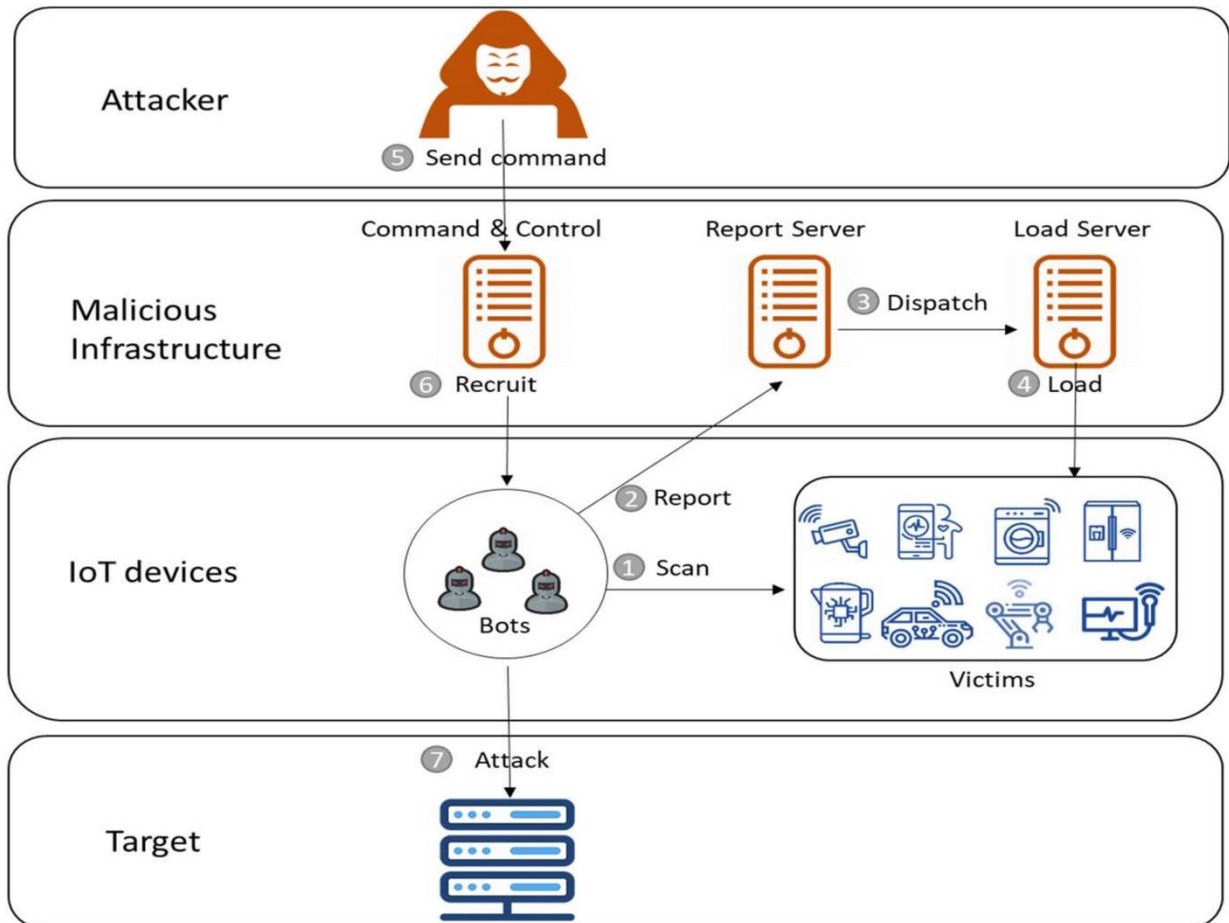 Attacker
5 Send command
Command & Control
Report Server
Load Server
Malicious
Infrastructure
3 Dispatch
6 Recruit
4 Load
2 Report
1 Scan
IoT devices
Bots
Victims
7 Attack
Target